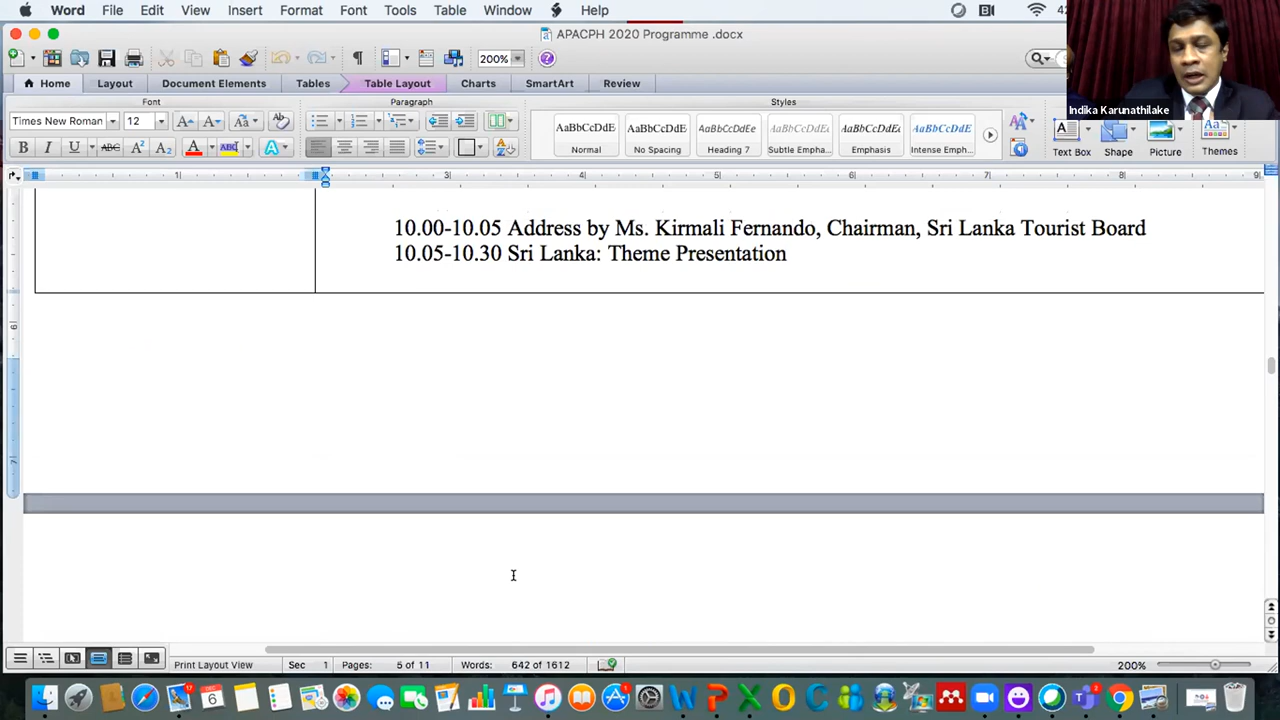 Word File Edit View Insert Format Font Tools Table Window Help
APACPH 2020 Programme .docx
200%
Home Layout Document Elements Tables Table Layout Charts SmartArt Review
Indika Karunathilake
Font Paragraph Styles
Times New Roman 12
AaBbCcDdE AaBbCcDdE AaBbCcDdEe AaBbCcDdEe AaBbCcDdEe AaBbCcDdEe
Normal No Spacing Heading 7 Subtle Empha... Emphasis Intense Emph...
Text Box Shape Picture Themes
10.00-10.05 Address by Ms. Kirmali Fernando, Chairman, Sri Lanka Tourist Board
10.05-10.30 Sri Lanka: Theme Presentation
Print Layout View Sec 1 Pages: 5 of 11 Words: 642 of 1612 200%